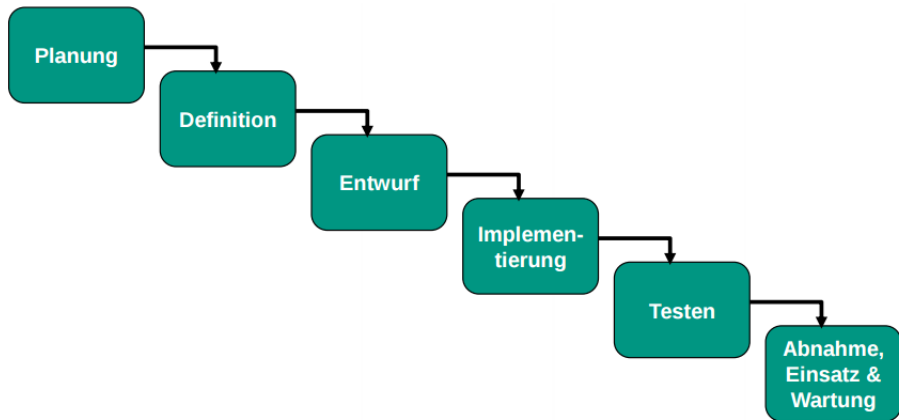 Planung
Definition
Entwurf
Implemen-
tierung
Testen
Abnahme,
Einsatz &
Wartung